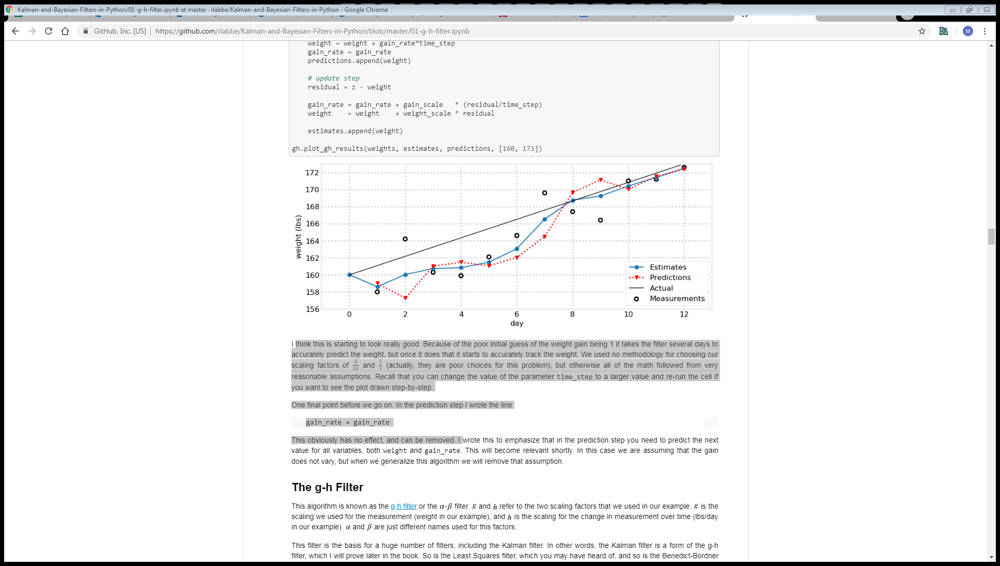 Kalman-and-Bayesian-Filters-in-Python/01-g-h-filter.ipynb at master · rlabbe/Kalman-and-Bayesian-Filters-in-Python - Google Chrome
GitHub, Inc. [US] | https://github.com/rlabbe/Kalman-and-Bayesian-Filters-in-Python/blob/master/01-g-h-filter.ipynb
M
weight = weight + gain_rate*time_step
gain_rate = gain_rate
predictions.append(weight)
# update step
residual = z - weight
gain_rate = gain_rate + gain_scale   * (residual/time_step)
weight    = weight    + weight_scale * residual
estimates.append(weight)
gh.plot_gh_results(weights, estimates, predictions, [160, 173])
172
170
168
166
164
162
160
158
156
weight (lbs)
Estimates
Predictions
Actual
Measurements
0 2 4 6 8 10 12
day
I think this is starting to look really good. Because of the poor initial guess of the weight gain being 1 it takes the filter several days to
accurately predict the weight, but once it does that it starts to accurately track the weight. We used no methodology for choosing our
scaling factors of 4/10 and 1/3 (actually, they are poor choices for this problem), but otherwise all of the math followed from very
reasonable assumptions. Recall that you can change the value of the parameter time_step to a larger value and re-run the cell if
you want to see the plot drawn step-by-step.
One final point before we go on. In the prediction step I wrote the line
gain_rate = gain_rate
This obviously has no effect, and can be removed. I wrote this to emphasize that in the prediction step you need to predict the next
value for all variables, both weight and gain_rate. This will become relevant shortly. In this case we are assuming that the gain
does not vary, but when we generalize this algorithm we will remove that assumption.
The g-h Filter
This algorithm is known as the g-h filter or the α-β filter. g and h refer to the two scaling factors that we used in our example. g is the
scaling we used for the measurement (weight in our example), and h is the scaling for the change in measurement over time (lbs/day
in our example). α and β are just different names used for this factors.
This filter is the basis for a huge number of filters, including the Kalman filter. In other words, the Kalman filter is a form of the g-h
filter, which I will prove later in the book. So is the Least Squares filter, which you may have heard of, and so is the Benedict-Bordner